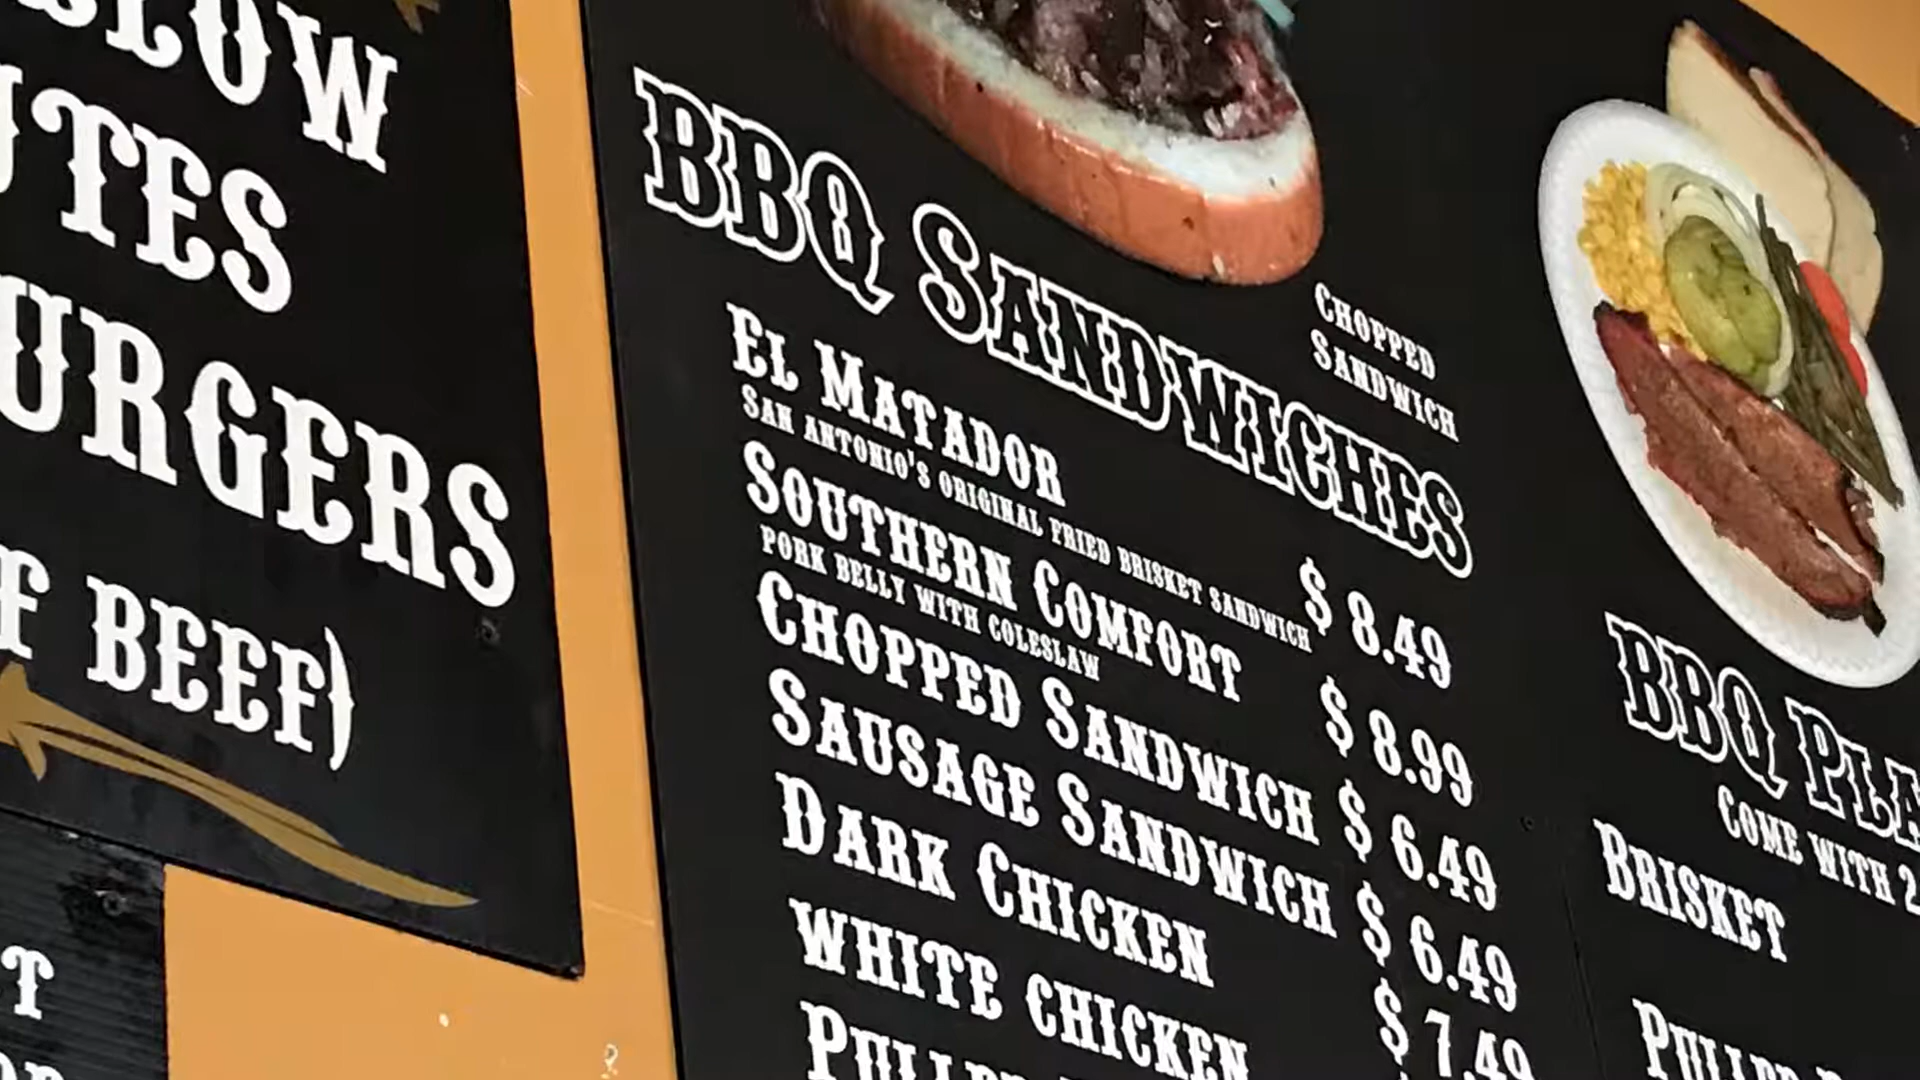 UTES
URGERS
F BEEF)
T
CHOPPED
SANDWICH
BBQ SANDWICHES
EL MATADOR
SAN ANTONIO'S ORIGINAL FRIED BRISKET SANDWICH $ 8.49
SOUTHERN COMFORT
PORK BELLY WITH COLESLAW $ 8.99
CHOPPED SANDWICH $ 6.49
SAUSAGE SANDWICH $ 6.49
DARK CHICKEN $ 7.49
WHITE CHICKEN
BBQ PLA
COME WITH 2
BRISKET